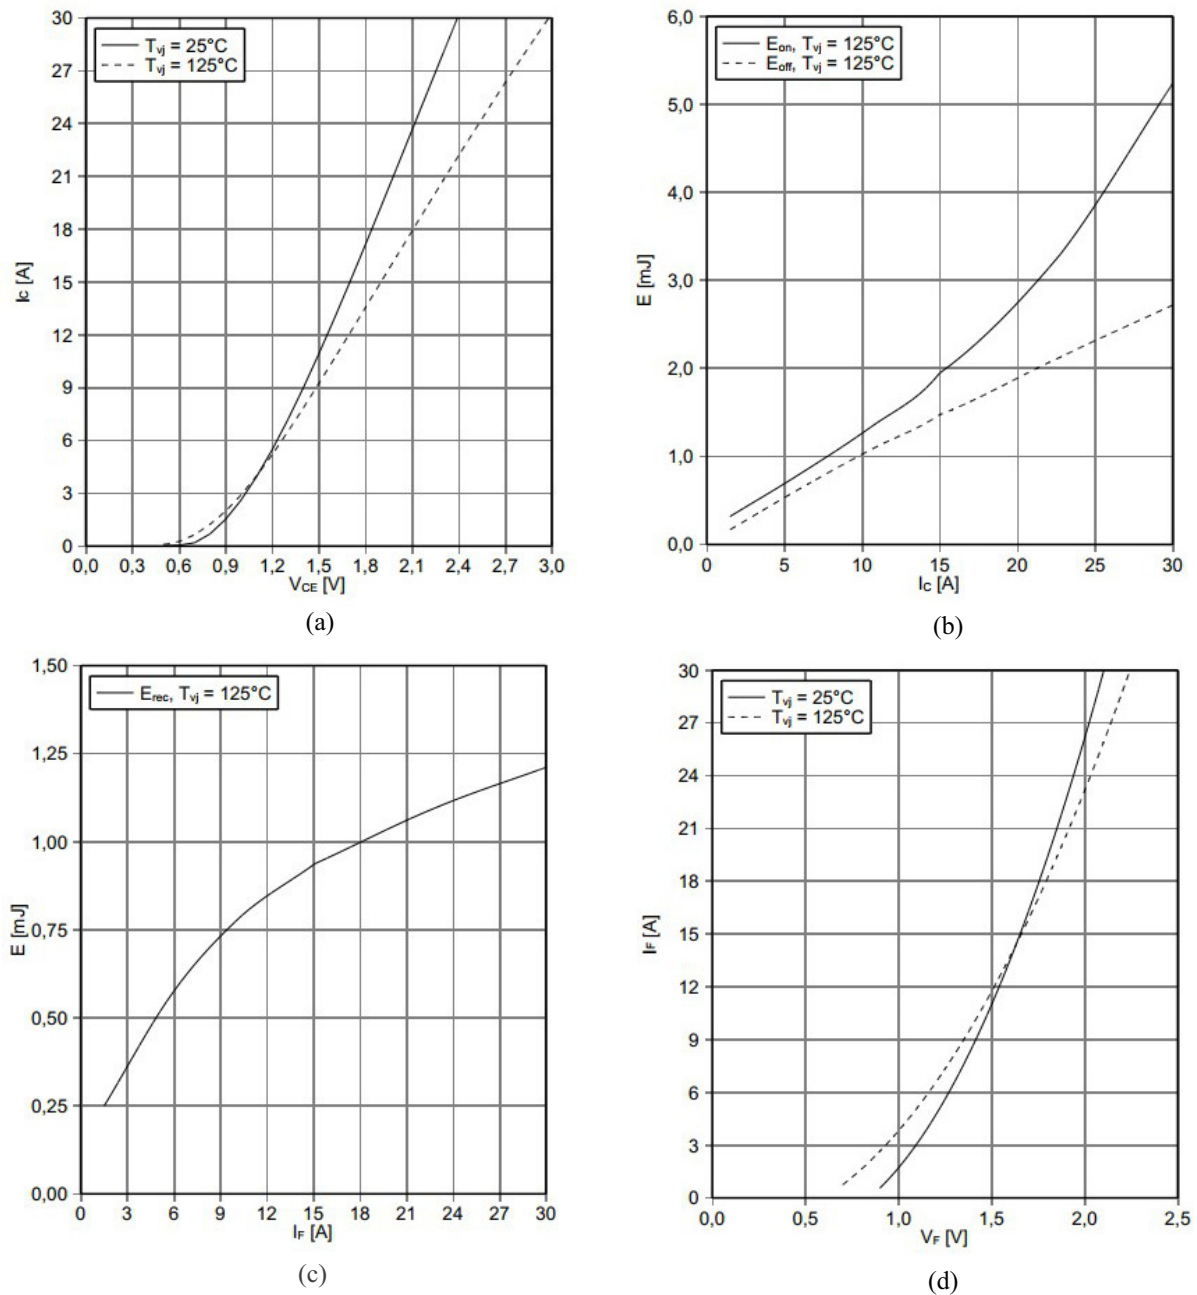 30
27
24
21
18
15
12
9
6
3
0
Ic [A]
Tvj = 25°C
Tvj = 125°C
0,0 0,3 0,6 0,9 1,2 1,5 1,8 2,1 2,4 2,7 3,0
VCE [V]
(a)
6,0
5,0
4,0
3,0
2,0
1,0
0,0
E [mJ]
Eon, Tvj = 125°C
Eoff, Tvj = 125°C
0 5 10 15 20 25 30
IC [A]
(b)
1,50
1,25
1,00
0,75
0,50
0,25
0,00
E [mJ]
Erec, Tvj = 125°C
0 3 6 9 12 15 18 21 24 27 30
IF [A]
(c)
30
27
24
21
18
15
12
9
6
3
0
IF [A]
Tvj = 25°C
Tvj = 125°C
0,0 0,5 1,0 1,5 2,0 2,5
VF [V]
(d)